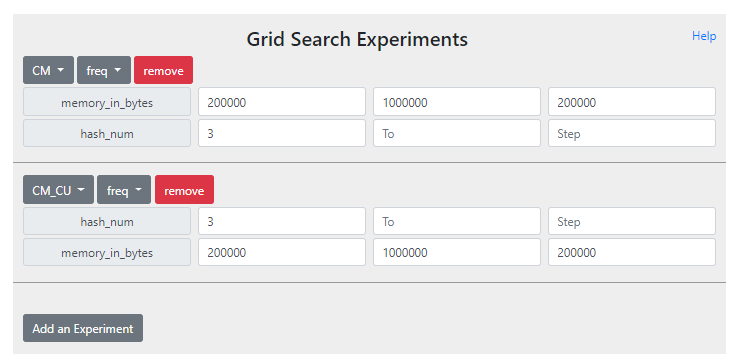 Grid Search Experiments
Help
CM freq remove
memory_in_bytes 200000 1000000 200000
hash_num 3 To Step
CM_CU freq remove
hash_num 3 To Step
memory_in_bytes 200000 1000000 200000
Add an Experiment